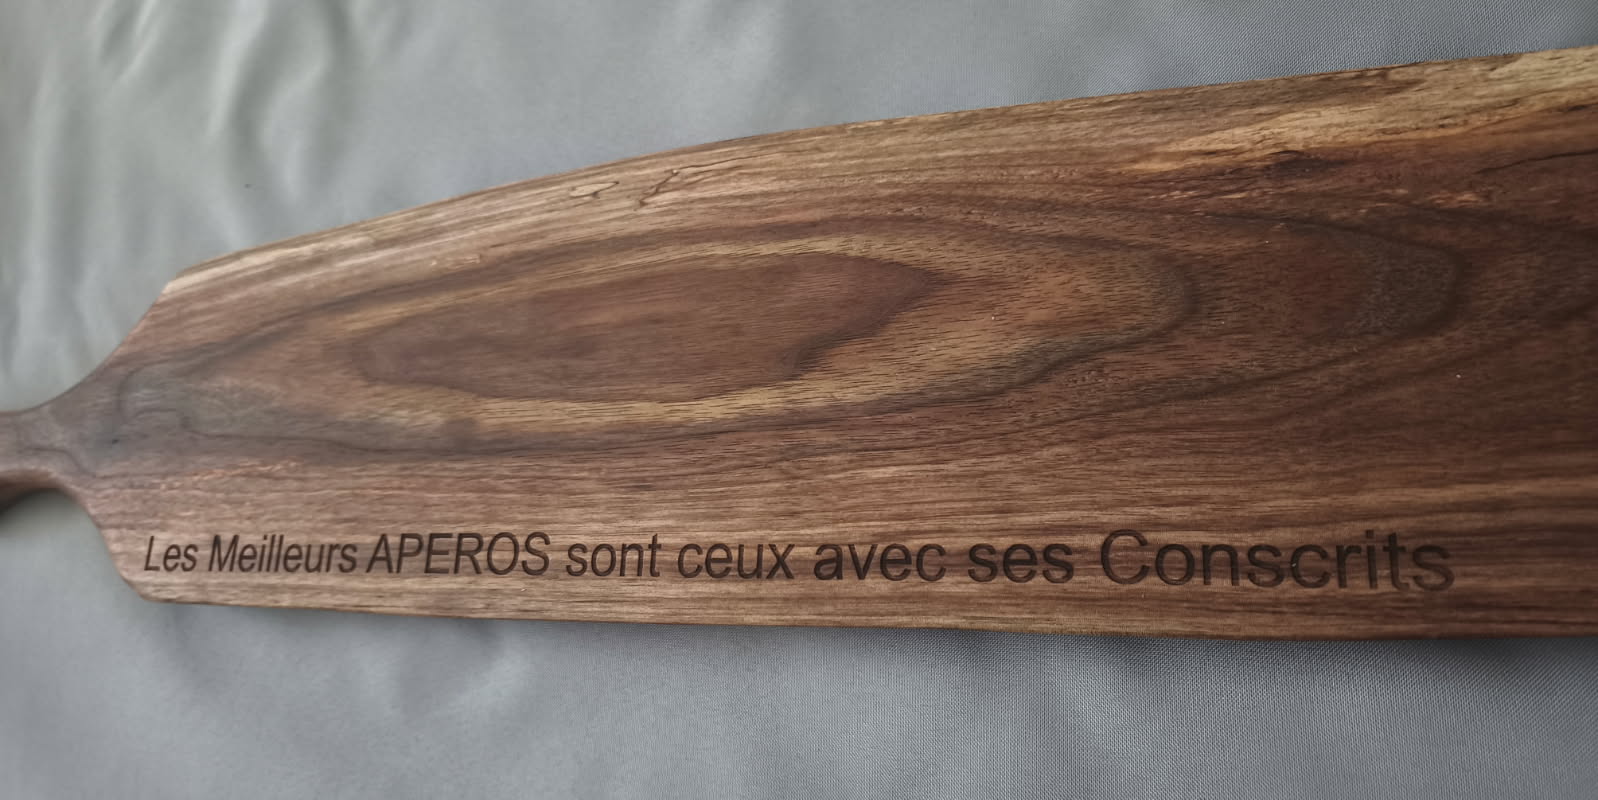 Les Meilleurs APEROS sont ceux avec ses Conscrits